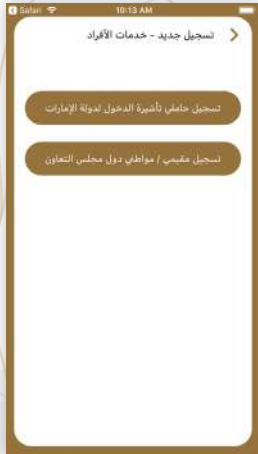 Safari 10:13 AM
تسجيل جديد - خدمات الأفراد
تسجيل حاملي تأشيرة الدخول لدولة الإمارات
تسجيل مقيمي / مواطني دول مجلس التعاون